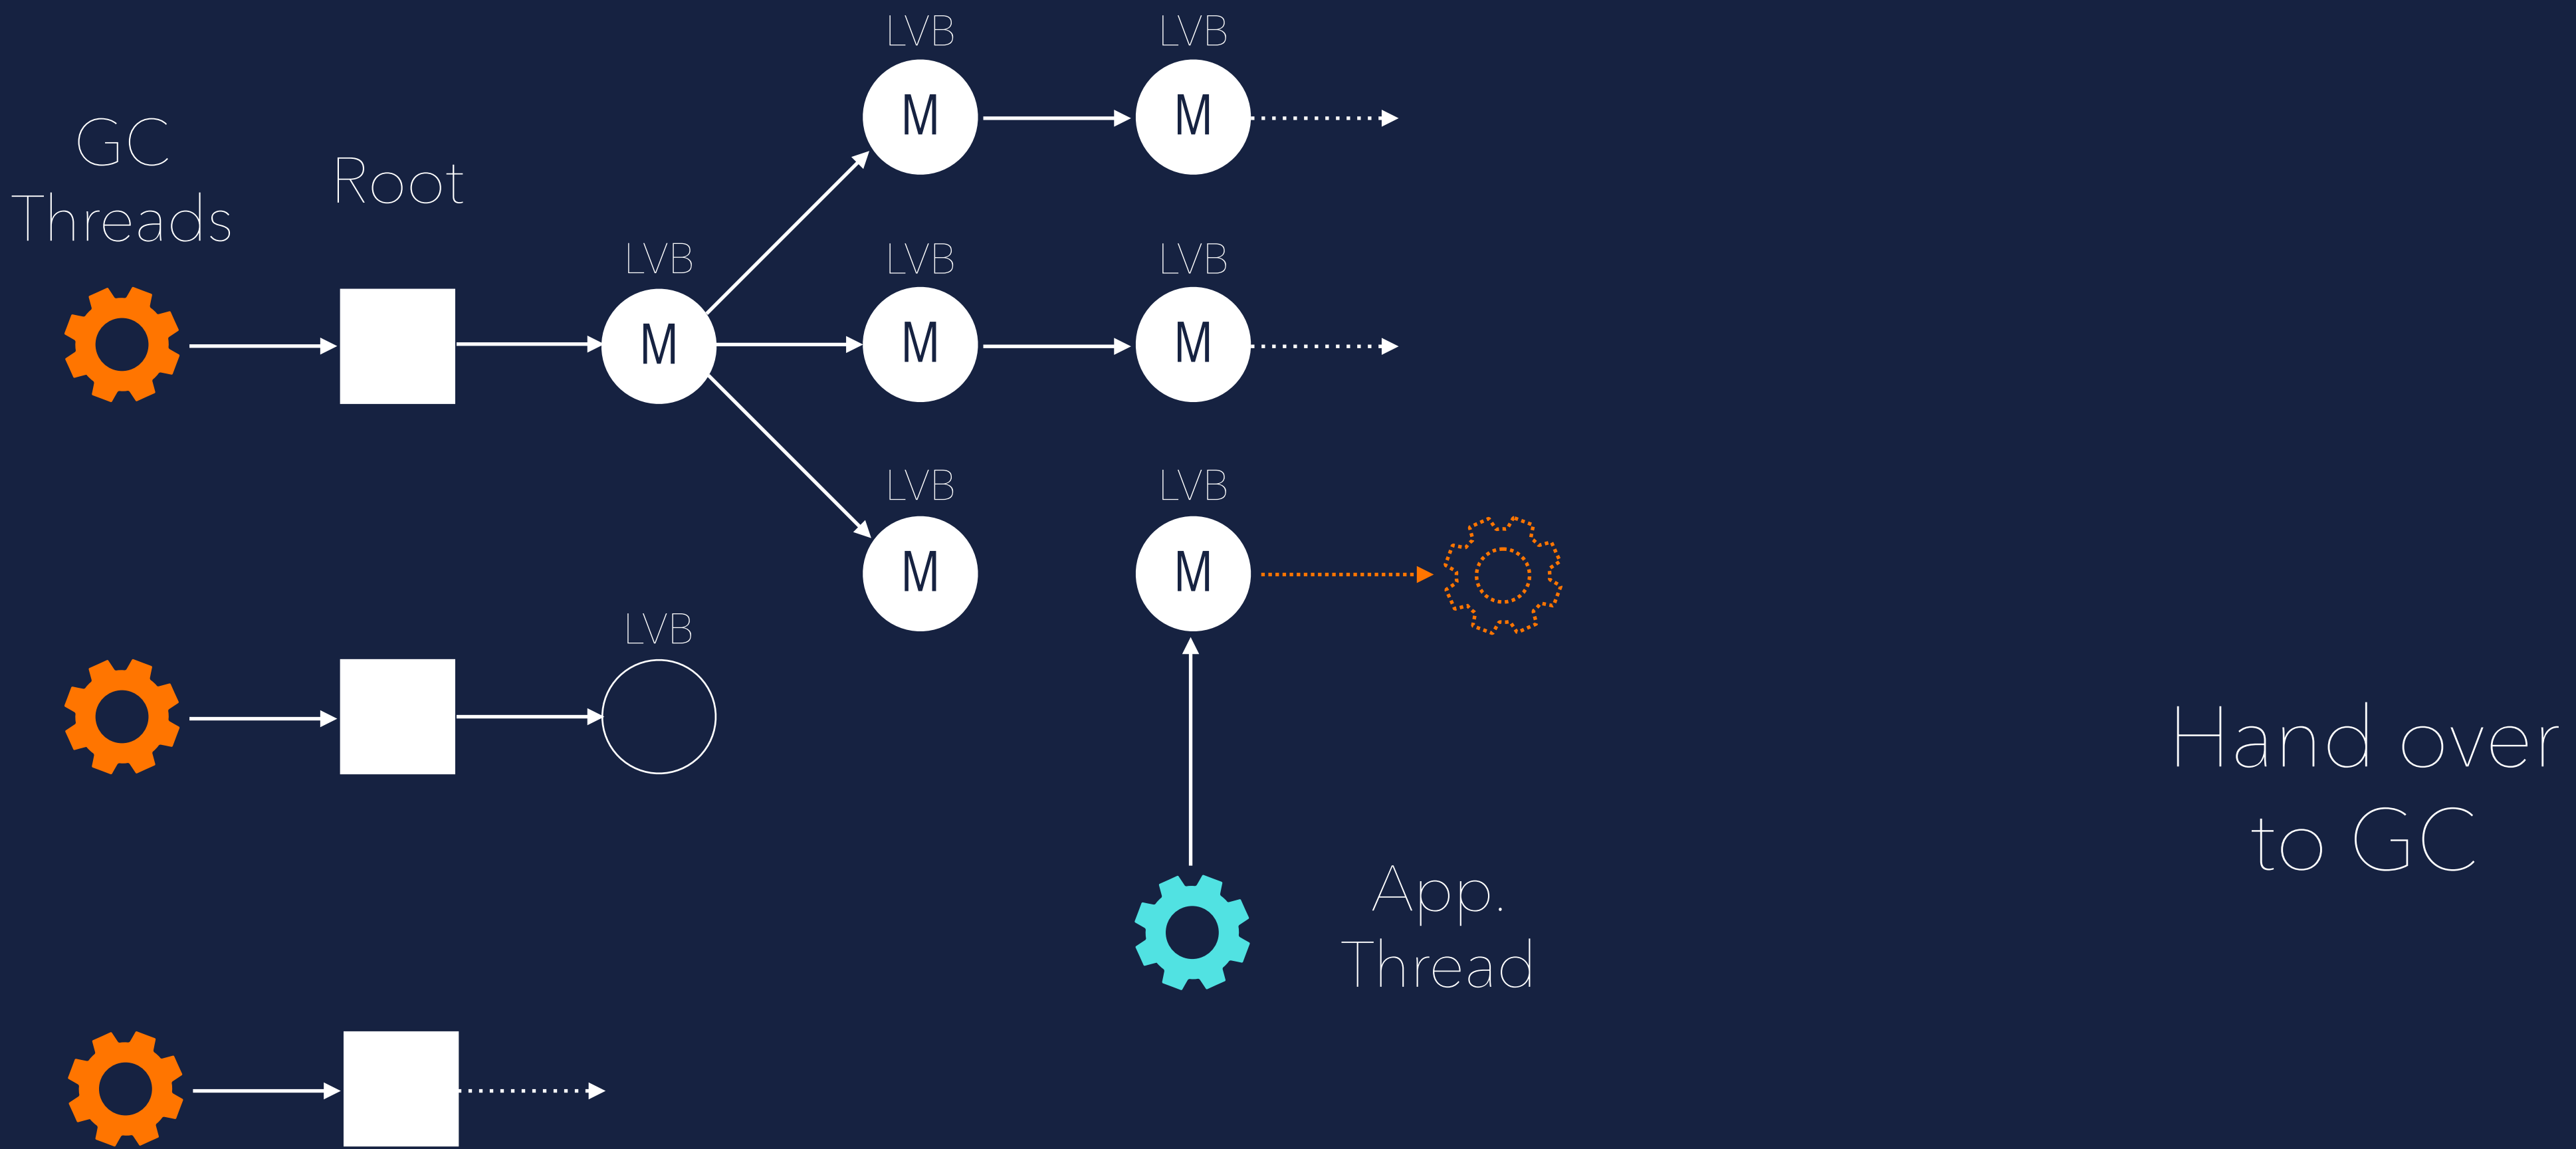 LVB
LVB
GC
Threads
Root
M
M
LVB
LVB
LVB
M
M
M
LVB
LVB
M
M
LVB
Hand over
to GC
App.
Thread